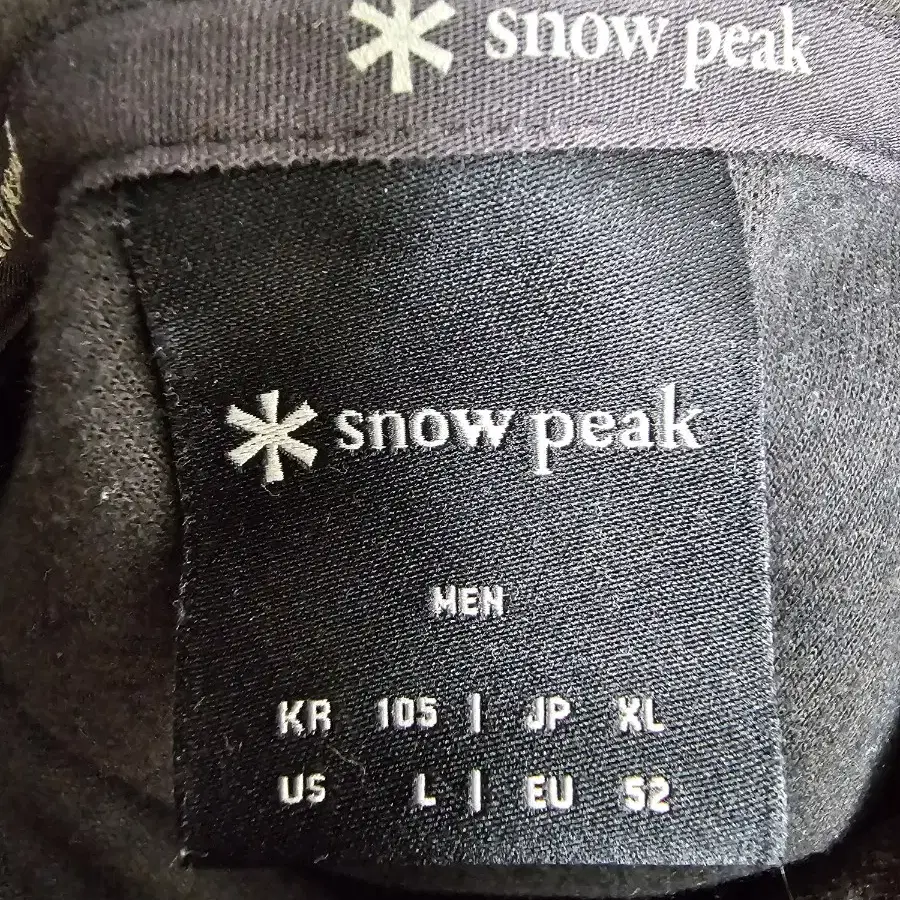 snow peak
snow peak
MEN
KR 105 | JP XL
US L | EU 52